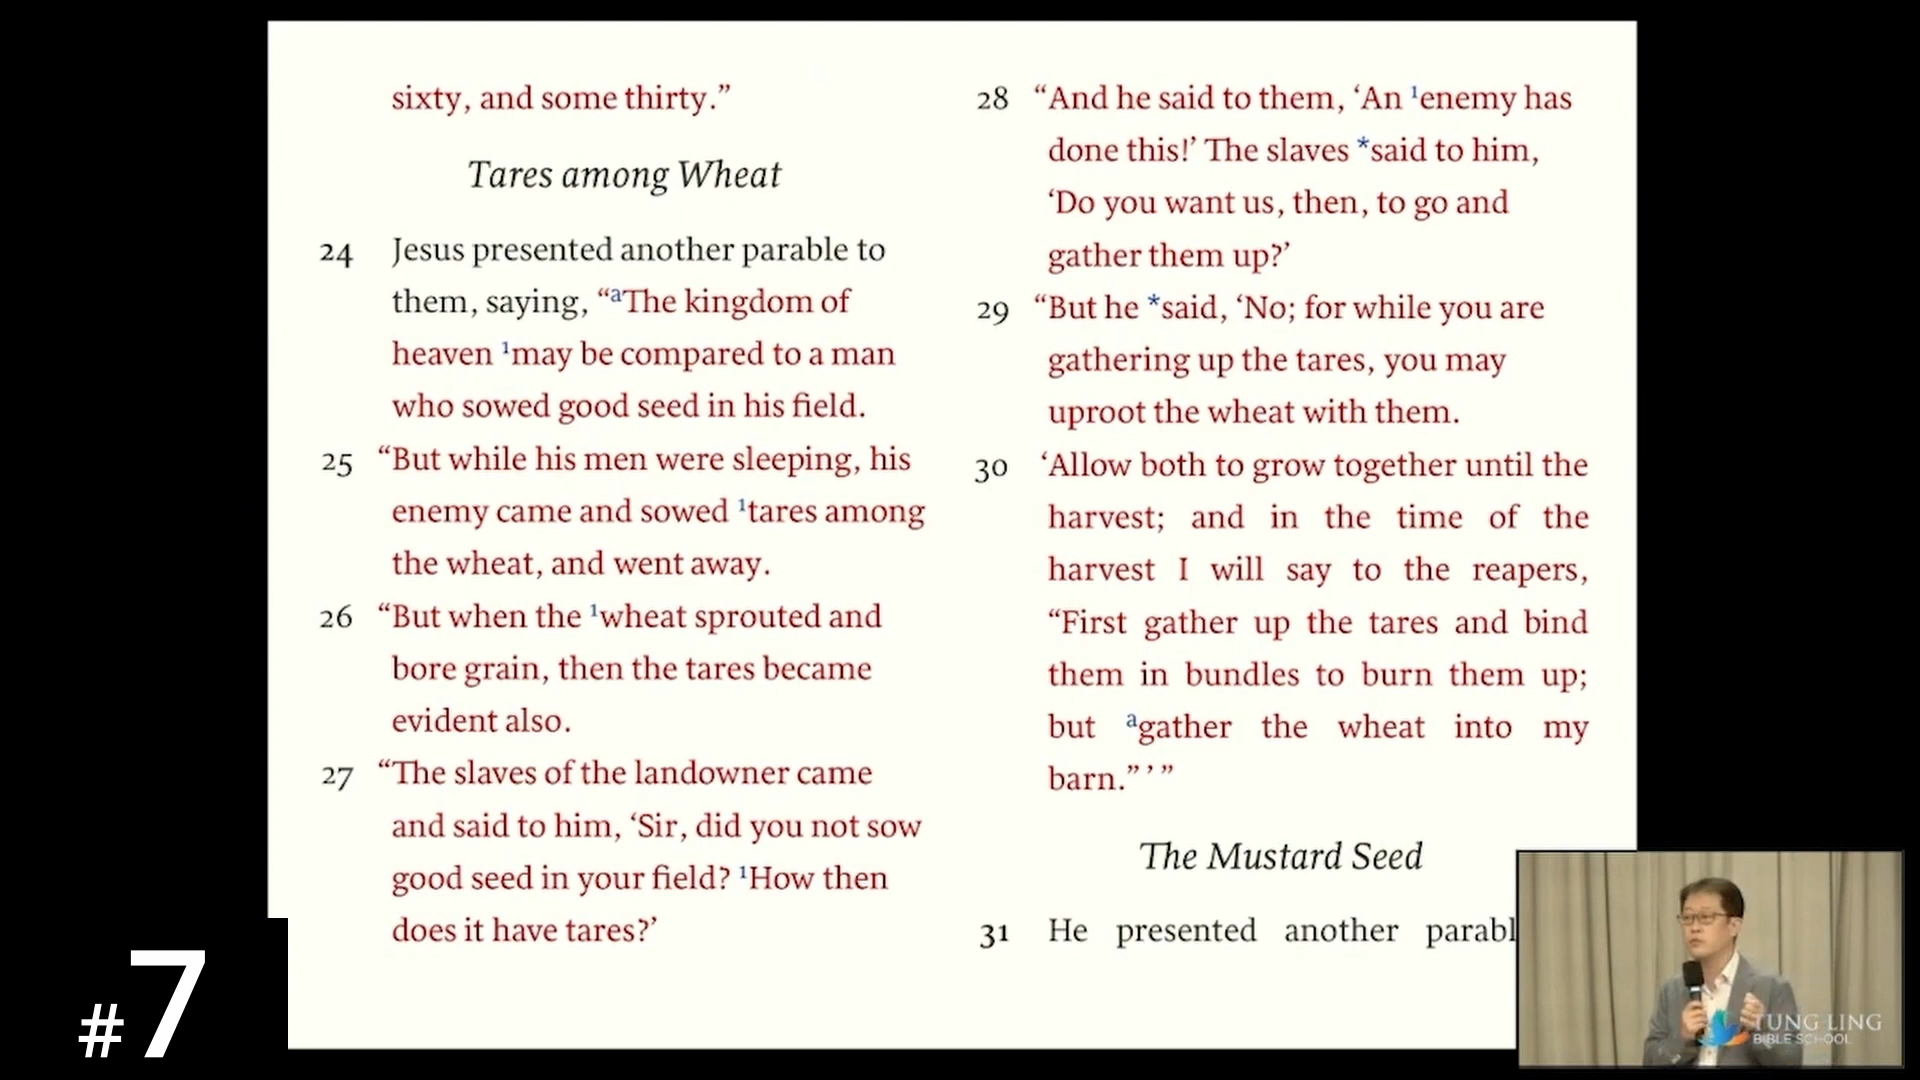 sixty, and some thirty.”
Tares among Wheat
24 Jesus presented another parable to
them, saying, “ᵃThe kingdom of
heaven ¹may be compared to a man
who sowed good seed in his field.
25 “But while his men were sleeping, his
enemy came and sowed ¹tares among
the wheat, and went away.
26 “But when the ¹wheat sprouted and
bore grain, then the tares became
evident also.
27 “The slaves of the landowner came
and said to him, ‘Sir, did you not sow
good seed in your field? ¹How then
does it have tares?’
28 “And he said to them, ‘An ¹enemy has
done this!’ The slaves *said to him,
‘Do you want us, then, to go and
gather them up?’
29 “But he *said, ‘No; for while you are
gathering up the tares, you may
uproot the wheat with them.
30 ‘Allow both to grow together until the
harvest; and in the time of the
harvest I will say to the reapers,
“First gather up the tares and bind
them in bundles to burn them up;
but ᵃgather the wheat into my
barn.” ’ ”
The Mustard Seed
31 He presented another parabl
#7
TUNG LING
BIBLE SCHOOL